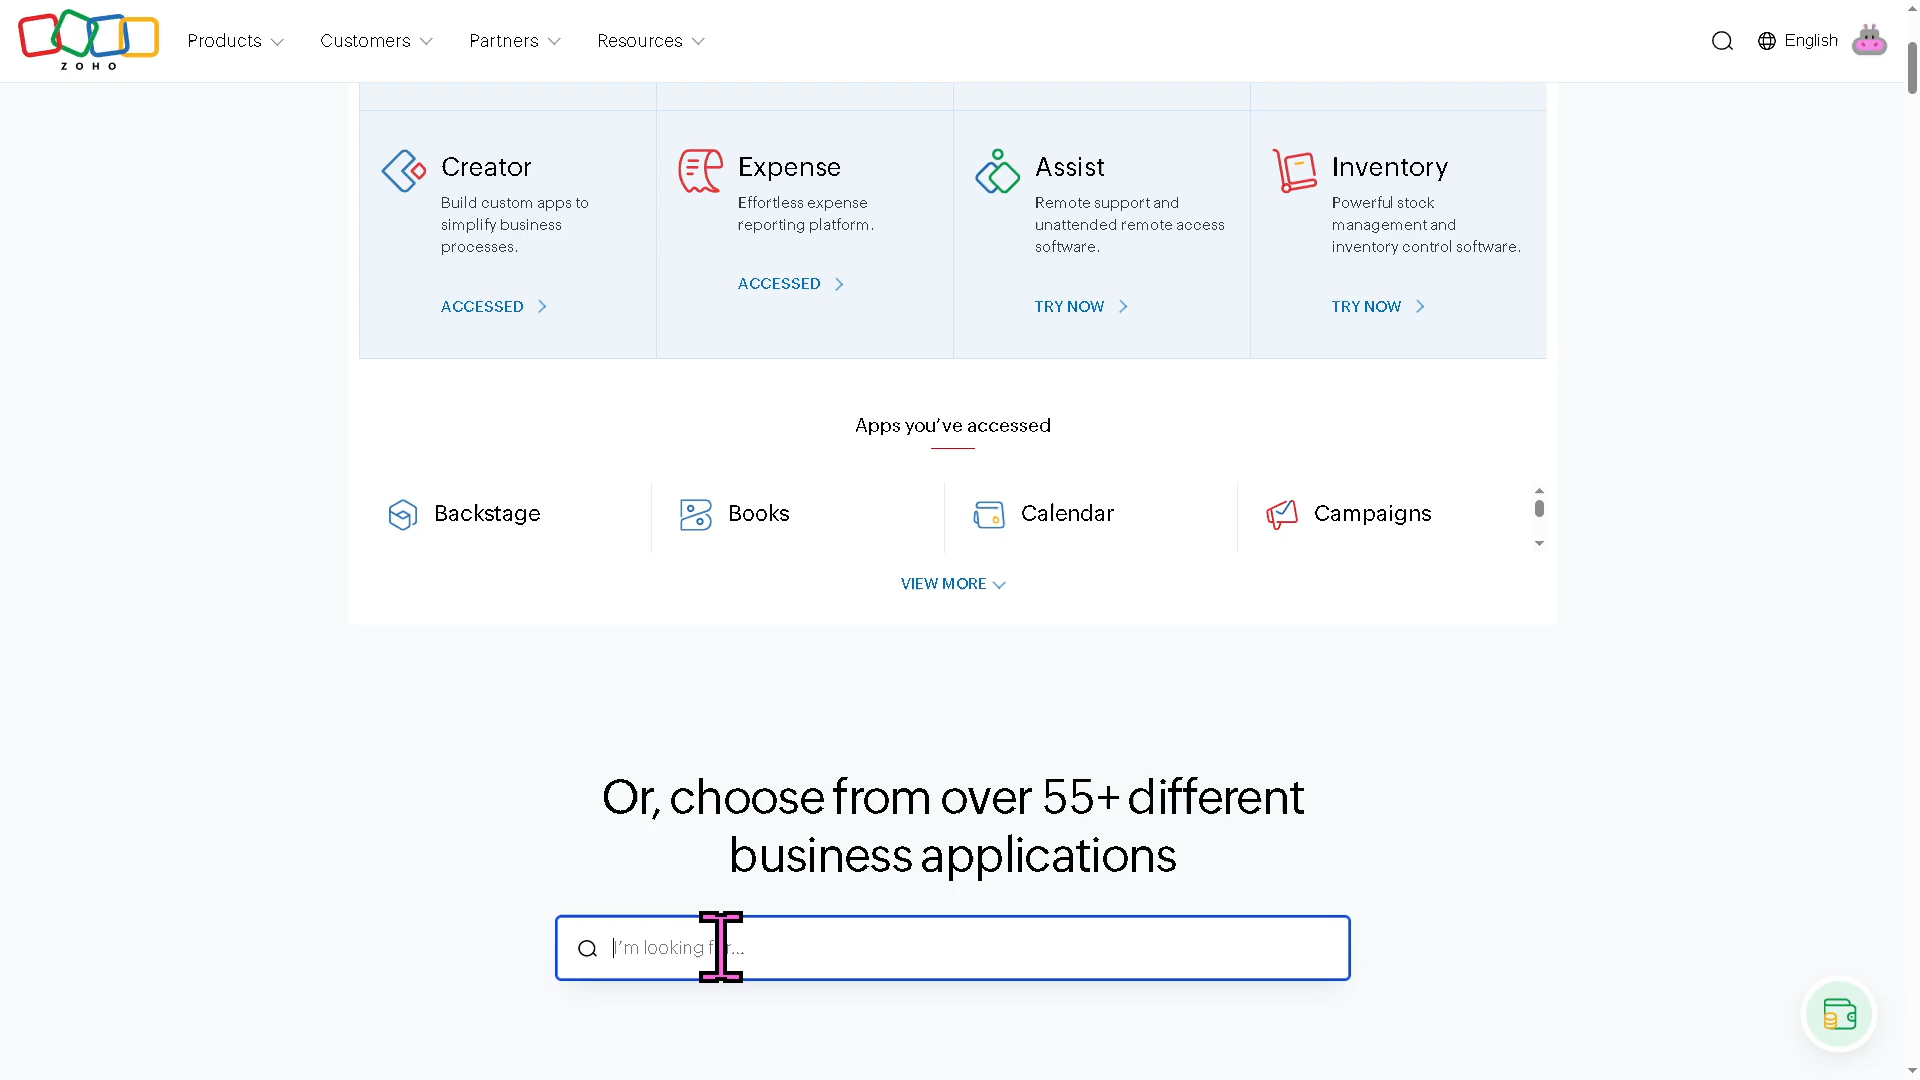 ZOHO
Products
Customers
Partners
Resources
English
Creator
Build custom apps to
simplify business
processes.
ACCESSED
Expense
Effortless expense
reporting platform.
ACCESSED
Assist
Remote support and
unattended remote access
software.
TRY NOW
Inventory
Powerful stock
management and
inventory control software.
TRY NOW
Apps you've accessed
Backstage
Books
Calendar
Campaigns
VIEW MORE
Or, choose from over 55+ different
business applications
I'm looking for...